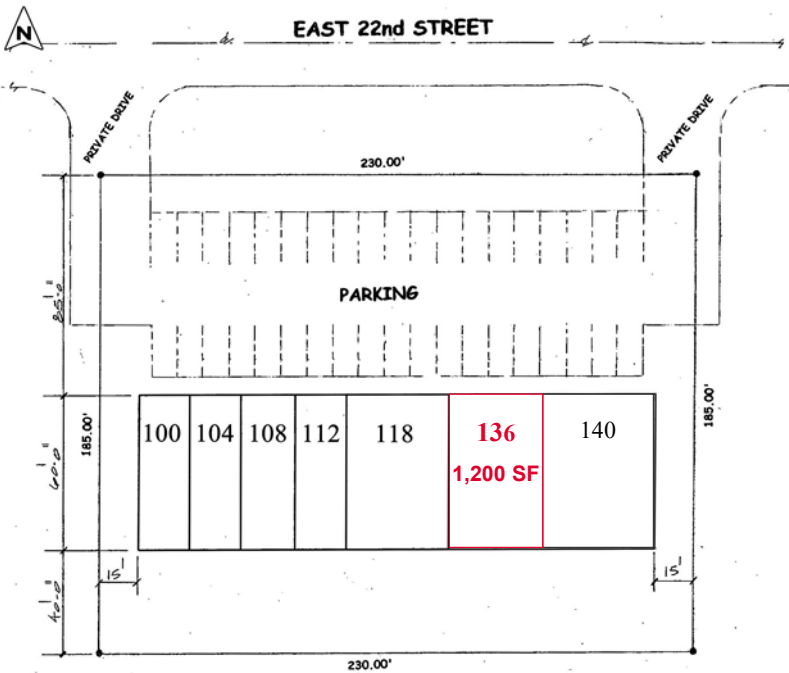 N
EAST 22nd STREET
PRIVATE DRIVE
PRIVATE DRIVE
230.00'
PARKING
85'-0"
185.00'
185.00'
100
104
108
112
118
136
1,200 SF
140
60'-0"
15'
15'
40'-0"
230.00'